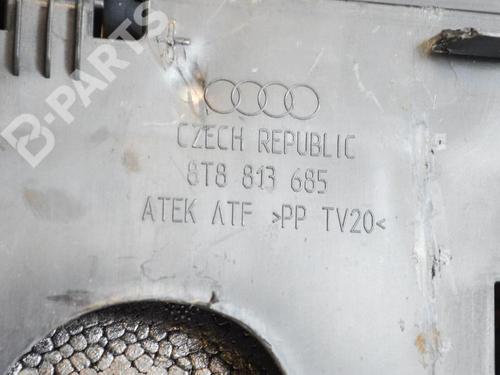 B-PARTS
CZECH REPUBLIC
8T8 813 685
ATEK ATF >PP TV20<